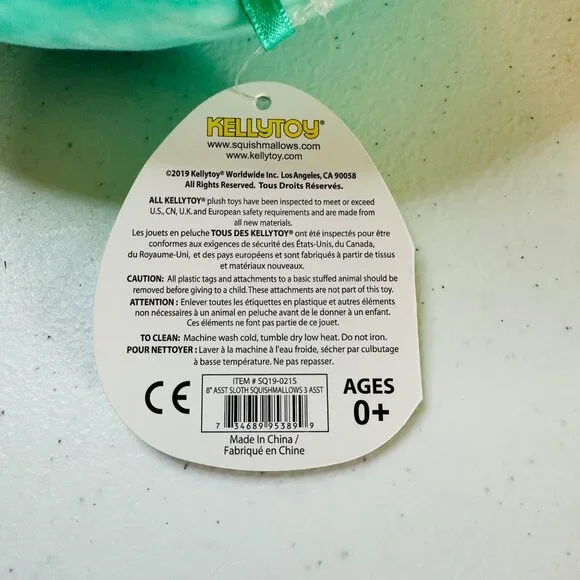 KELLYTOY®
www.squishmallows.com
www.kellytoy.com
©2019 Kellytoy® Worldwide Inc. Los Angeles, CA 90058
All Rights Reserved. Tous Droits Réservés.
ALL KELLYTOY® plush toys have been inspected to meet or exceed
U.S., CN, U.K. and European safety requirements and are made from
all new materials.
Les jouets en peluche TOUS DES KELLYTOY® ont été inspectés pour être
conformes aux exigences de sécurité des États-Unis, du Canada,
du Royaume-Uni, et des pays européens et sont fabriqués à partir de tissus
et matériaux nouveaux.
CAUTION: All plastic tags and attachments to a basic stuffed animal should be
removed before giving to a child. These attachments are not part of this toy.
ATTENTION : Enlever toutes les étiquettes en plastique et autres éléments
non nécessaires à un animal en peluche avant de le donner à un enfant.
Ces éléments ne font pas partie de ce jouet.
TO CLEAN: Machine wash cold, tumble dry low heat. Do not iron.
POUR NETTOYER : Laver à la machine à l'eau froide, sécher par culbutage
à basse température. Ne pas repasser.
CE
ITEM # SQ19-021S
8" ASST SLOTH SQUISHMALLOWS 3 ASST
7 34689 95389 9
AGES
0+
Made In China /
Fabriqué en Chine